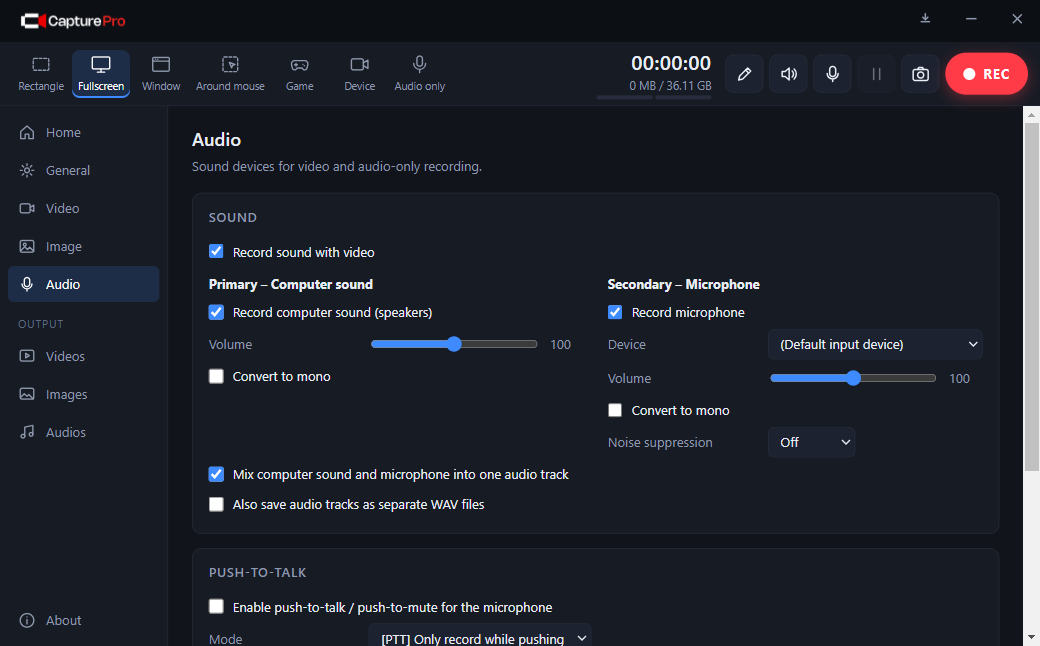 CapturePro
Rectangle
Fullscreen
Window
Around mouse
Game
Device
Audio only
00:00:00
0 MB / 36.11 GB
REC
Home
General
Video
Image
Audio
OUTPUT
Videos
Images
Audios
About
Audio
Sound devices for video and audio-only recording.
SOUND
Record sound with video
Primary – Computer sound
Record computer sound (speakers)
Volume 100
Convert to mono
Secondary – Microphone
Record microphone
Device (Default input device)
Volume 100
Convert to mono
Noise suppression Off
Mix computer sound and microphone into one audio track
Also save audio tracks as separate WAV files
PUSH-TO-TALK
Enable push-to-talk / push-to-mute for the microphone
Mode [PTT] Only record while pushing